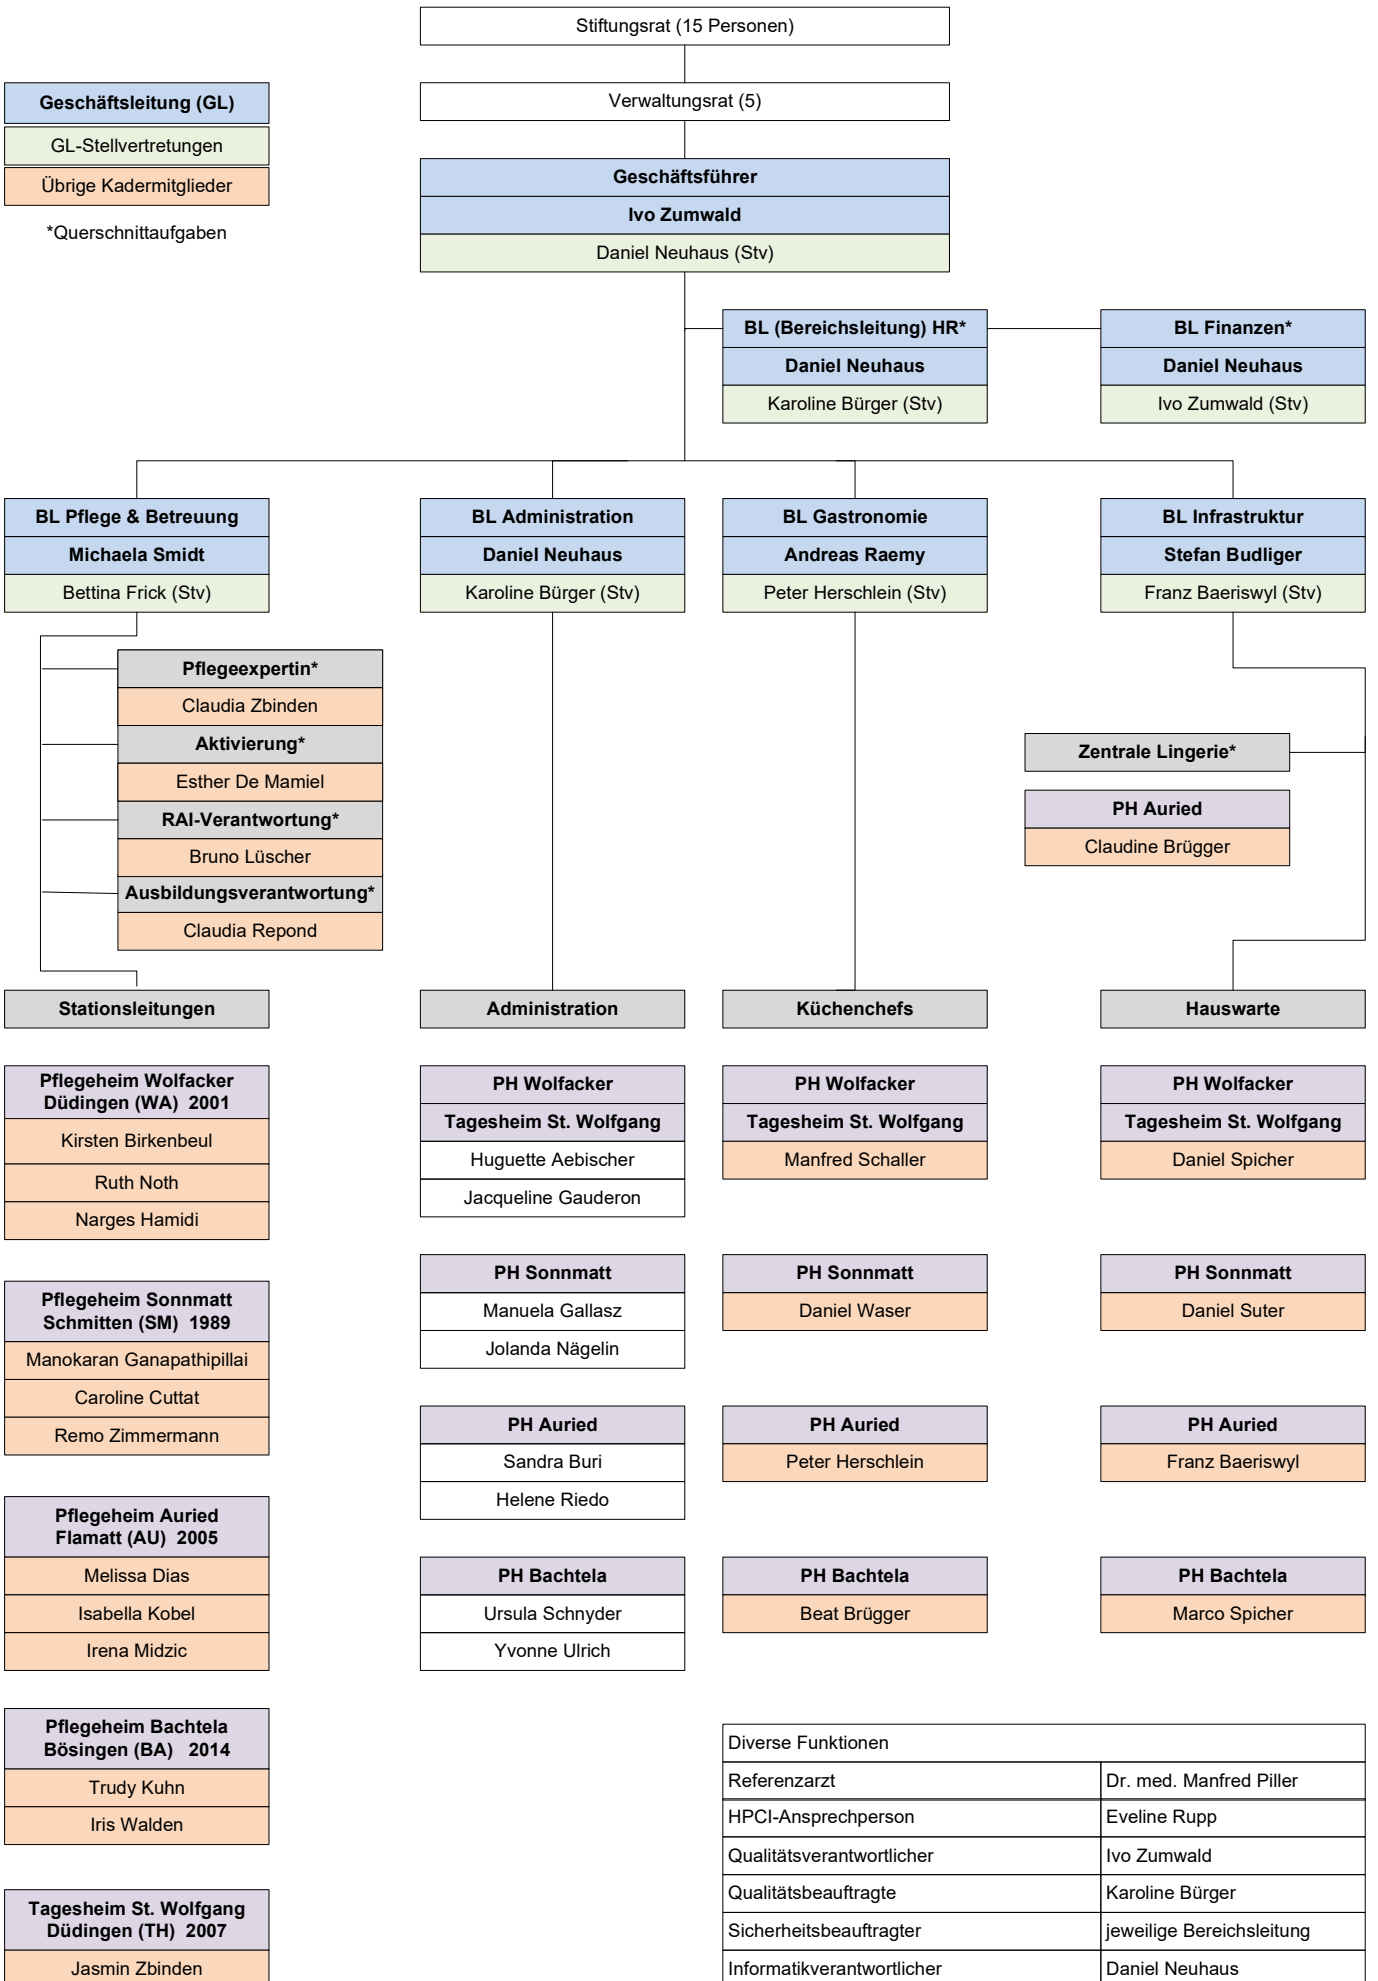 Stiftungsrat (15 Personen)
Verwaltungsrat (5)
Geschäftsleitung (GL)
GL-Stellvertretungen
Übrige Kadermitglieder
*Querschnittaufgaben
Geschäftsführer
Ivo Zumwald
Daniel Neuhaus (Stv)
BL (Bereichsleitung) HR*
Daniel Neuhaus
Karoline Bürger (Stv)
BL Finanzen*
Daniel Neuhaus
Ivo Zumwald (Stv)
BL Pflege & Betreuung
Michaela Smidt
Bettina Frick (Stv)
BL Administration
Daniel Neuhaus
Karoline Bürger (Stv)
BL Gastronomie
Andreas Raemy
Peter Herschlein (Stv)
BL Infrastruktur
Stefan Budliger
Franz Baeriswyl (Stv)
Pflegeexpertin*
Claudia Zbinden
Aktivierung*
Esther De Mamiel
RAI-Verantwortung*
Bruno Lüscher
Ausbildungsverantwortung*
Claudia Repond
Zentrale Lingerie*
PH Auried
Claudine Brügger
Stationsleitungen
Pflegeheim Wolfacker
Düdingen (WA) 2001
Kirsten Birkenbeul
Ruth Noth
Narges Hamidi
Pflegeheim Sonnmatt
Schmitten (SM) 1989
Manokaran Ganapathipillai
Caroline Cuttat
Remo Zimmermann
Pflegeheim Auried
Flamatt (AU) 2005
Melissa Dias
Isabella Kobel
Irena Midzic
Pflegeheim Bachtela
Bösingen (BA) 2014
Trudy Kuhn
Iris Walden
Tagesheim St. Wolfgang
Düdingen (TH) 2007
Jasmin Zbinden
Administration
PH Wolfacker
Tagesheim St. Wolfgang
Huguette Aebischer
Jacqueline Gauderon
PH Sonnmatt
Manuela Gallasz
Jolanda Nägelin
PH Auried
Sandra Buri
Helene Riedo
PH Bachtela
Ursula Schnyder
Yvonne Ulrich
Küchenchefs
PH Wolfacker
Tagesheim St. Wolfgang
Manfred Schaller
PH Sonnmatt
Daniel Waser
PH Auried
Peter Herschlein
PH Bachtela
Beat Brügger
Hauswarte
PH Wolfacker
Tagesheim St. Wolfgang
Daniel Spicher
PH Sonnmatt
Daniel Suter
PH Auried
Franz Baeriswyl
PH Bachtela
Marco Spicher
Diverse Funktionen
Referenzarzt Dr. med. Manfred Piller
HPCI-Ansprechperson Eveline Rupp
Qualitätsverantwortlicher Ivo Zumwald
Qualitätsbeauftragte Karoline Bürger
Sicherheitsbeauftragter jeweilige Bereichsleitung
Informatikverantwortlicher Daniel Neuhaus